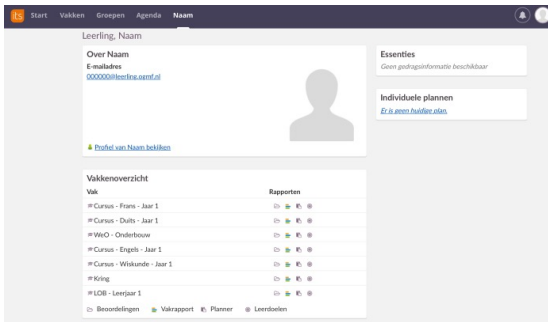 its Start Vakken Groepen Agenda Naam
Leerling, Naam
Over Naam
E-mailadres
000000@leerling.ogmf.nl
Profiel van Naam bekijken
Essenties
Geen gedragsinformatie beschikbaar
Individuele plannen
Er is geen huidige plan.
Vakkenoverzicht
Vak Rapporten
Cursus - Frans - Jaar 1
Cursus - Duits - Jaar 1
WeO - Onderbouw
Cursus - Engels - Jaar 1
Cursus - Wiskunde - Jaar 1
Kring
LOB - Leerjaar 1
Beoordelingen Vakrapport Planner Leerdoelen